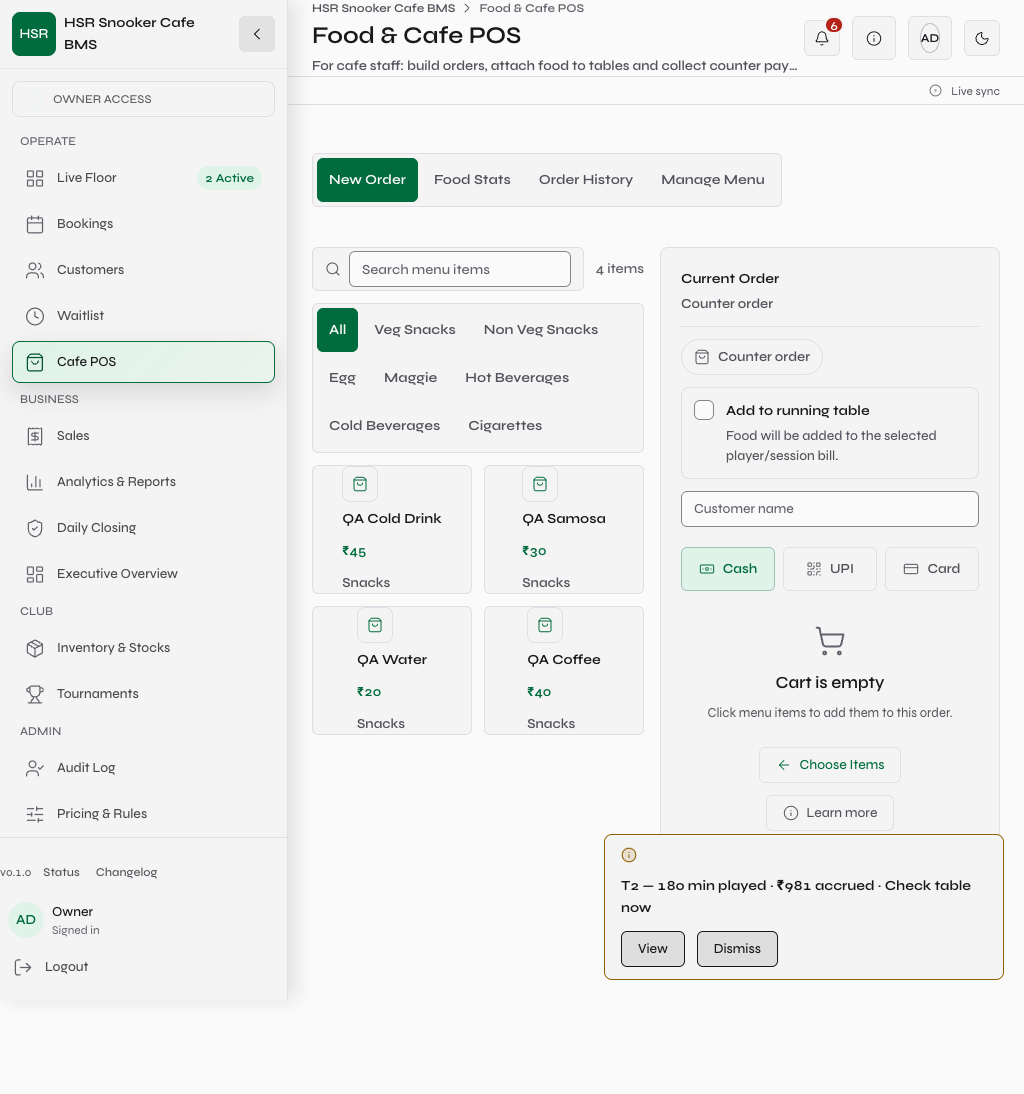 HSR
HSR Snooker Cafe
BMS
OWNER ACCESS
OPERATE
Live Floor
2 Active
Bookings
Customers
Waitlist
Cafe POS
BUSINESS
Sales
Analytics & Reports
Daily Closing
Executive Overview
CLUB
Inventory & Stocks
Tournaments
ADMIN
Audit Log
Pricing & Rules
v0.1.0 Status Changelog
AD
Owner
Signed in
Logout
HSR Snooker Cafe BMS > Food & Cafe POS
Food & Cafe POS
For cafe staff: build orders, attach food to tables and collect counter pay…
6
AD
Live sync
New Order Food Stats Order History Manage Menu
Search menu items
4 items
All Veg Snacks Non Veg Snacks
Egg Maggie Hot Beverages
Cold Beverages Cigarettes
QA Cold Drink
₹45
Snacks
QA Samosa
₹30
Snacks
QA Water
₹20
Snacks
QA Coffee
₹40
Snacks
Current Order
Counter order
Counter order
Add to running table
Food will be added to the selected
player/session bill.
Customer name
Cash UPI Card
Cart is empty
Click menu items to add them to this order.
Choose Items
Learn more
T2 — 180 min played · ₹981 accrued · Check table
now
View Dismiss